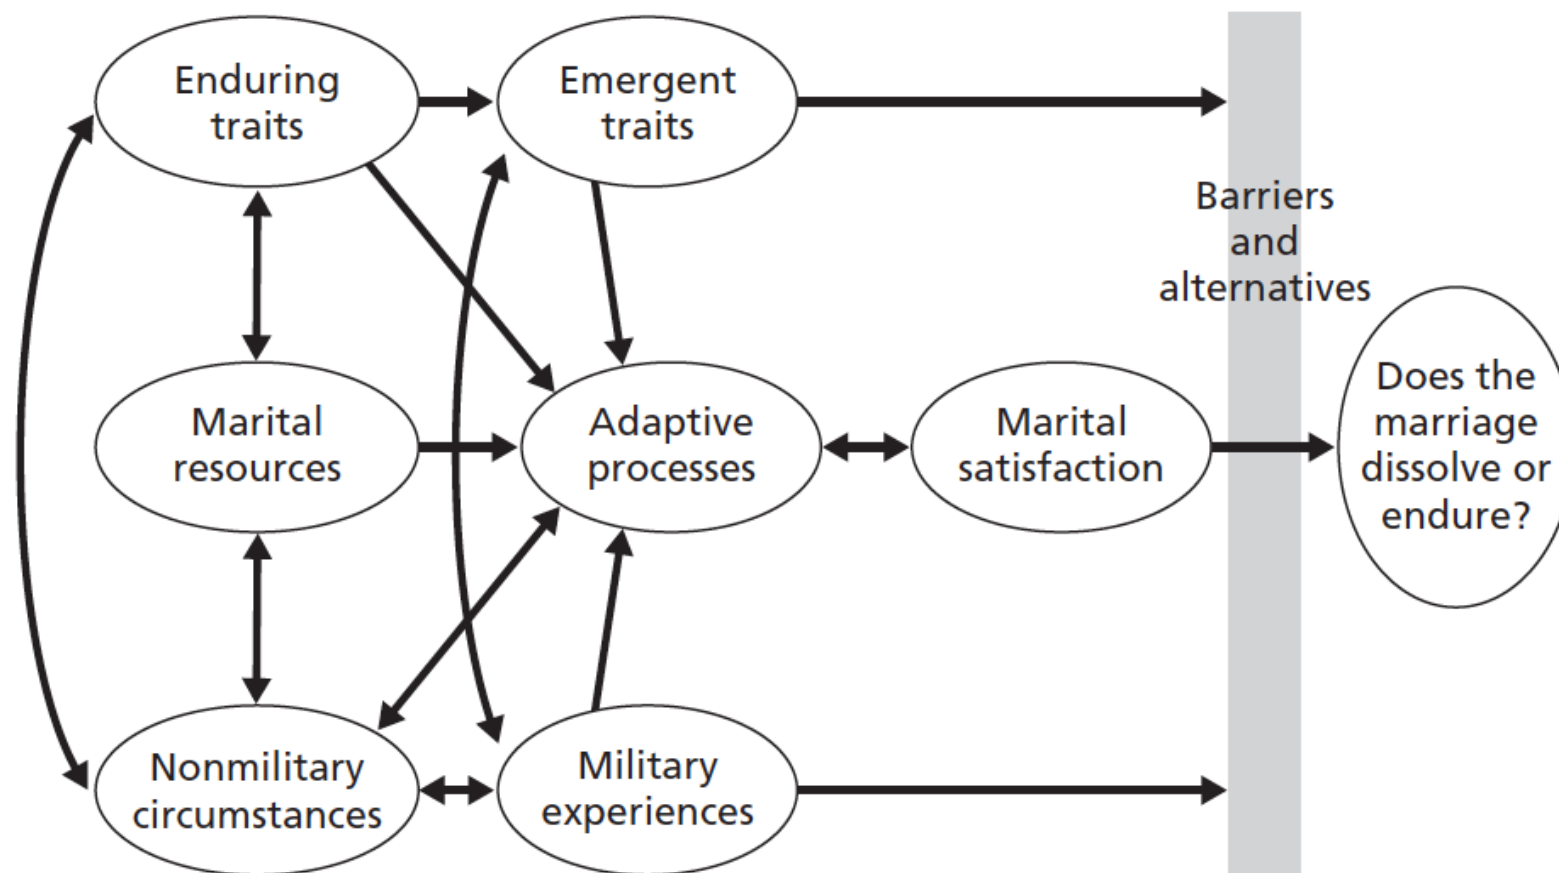 Enduring
traits
Emergent
traits
Barriers
and
alternatives
Marital
resources
Adaptive
processes
Marital
satisfaction
Does the
marriage
dissolve or
endure?
Nonmilitary
circumstances
Military
experiences